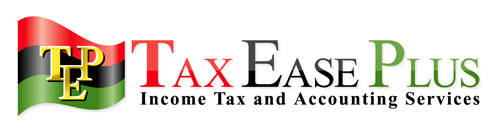 TEP
TAX EASE PLUS
Income Tax and Accounting Services